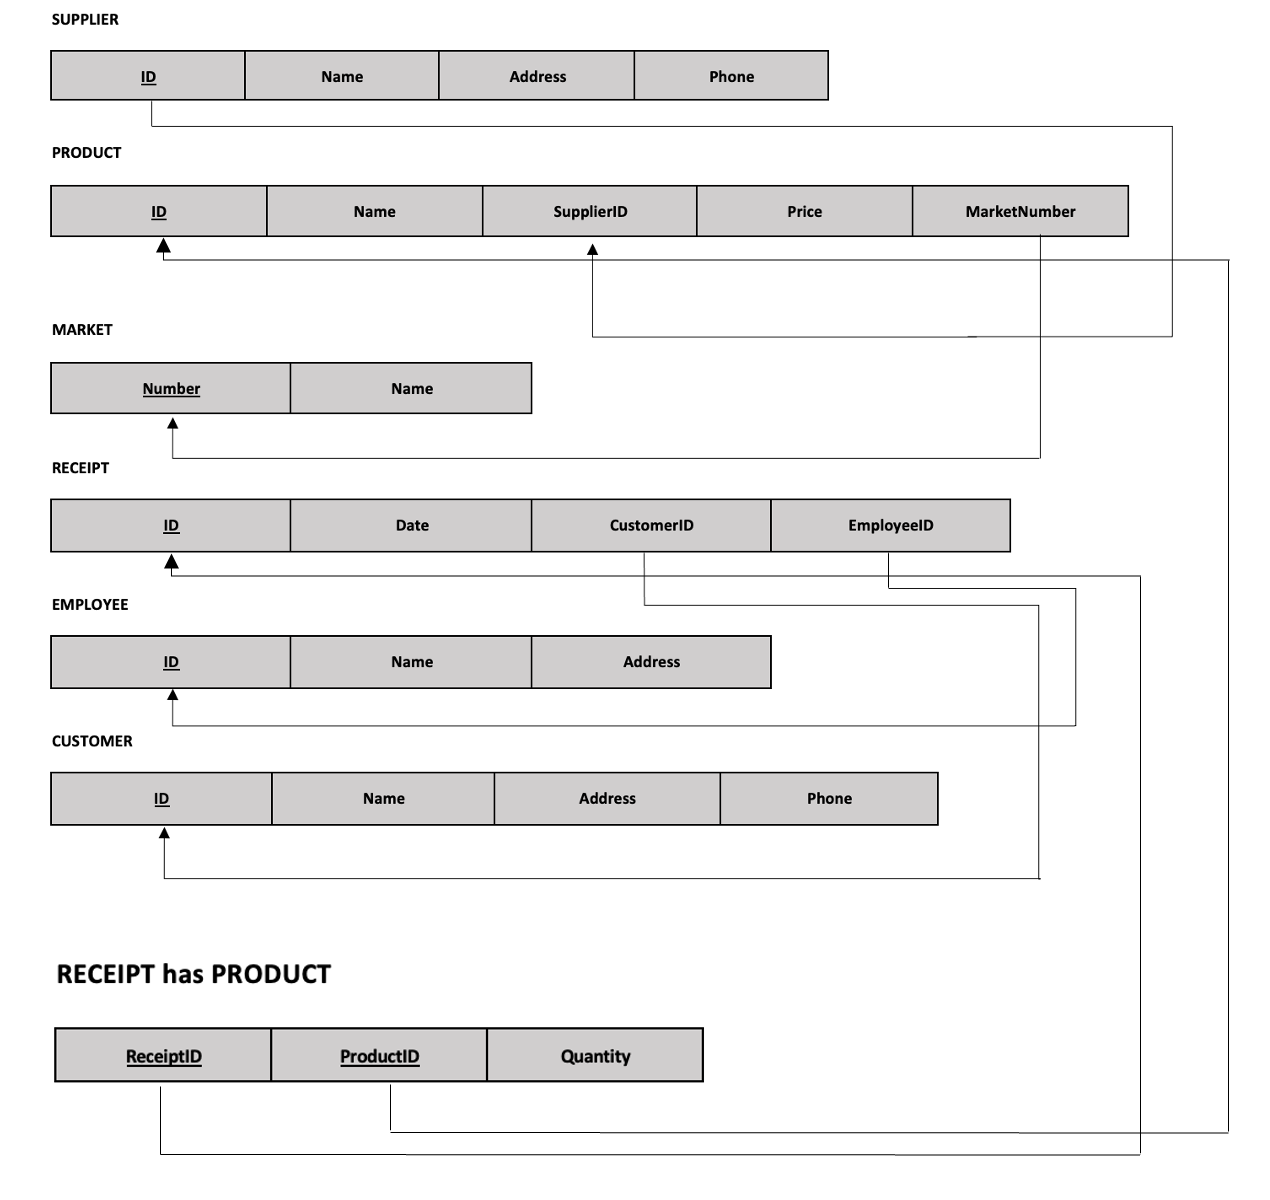 SUPPLIER
ID Name Address Phone
PRODUCT
ID Name SupplierID Price MarketNumber
MARKET
Number Name
RECEIPT
ID Date CustomerID EmployeeID
EMPLOYEE
ID Name Address
CUSTOMER
ID Name Address Phone
RECEIPT has PRODUCT
ReceiptID ProductID Quantity